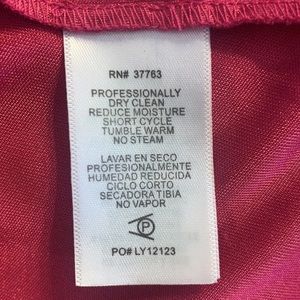 RN# 37763
PROFESSIONALLY
DRY CLEAN
REDUCE MOISTURE
SHORT CYCLE
TUMBLE WARM
NO STEAM
LAVAR EN SECO
PROFESIONALMENTE
HUMEDAD REDUCIDA
CICLO CORTO
SECADORA TIBIA
NO VAPOR
P
PO# LY12123